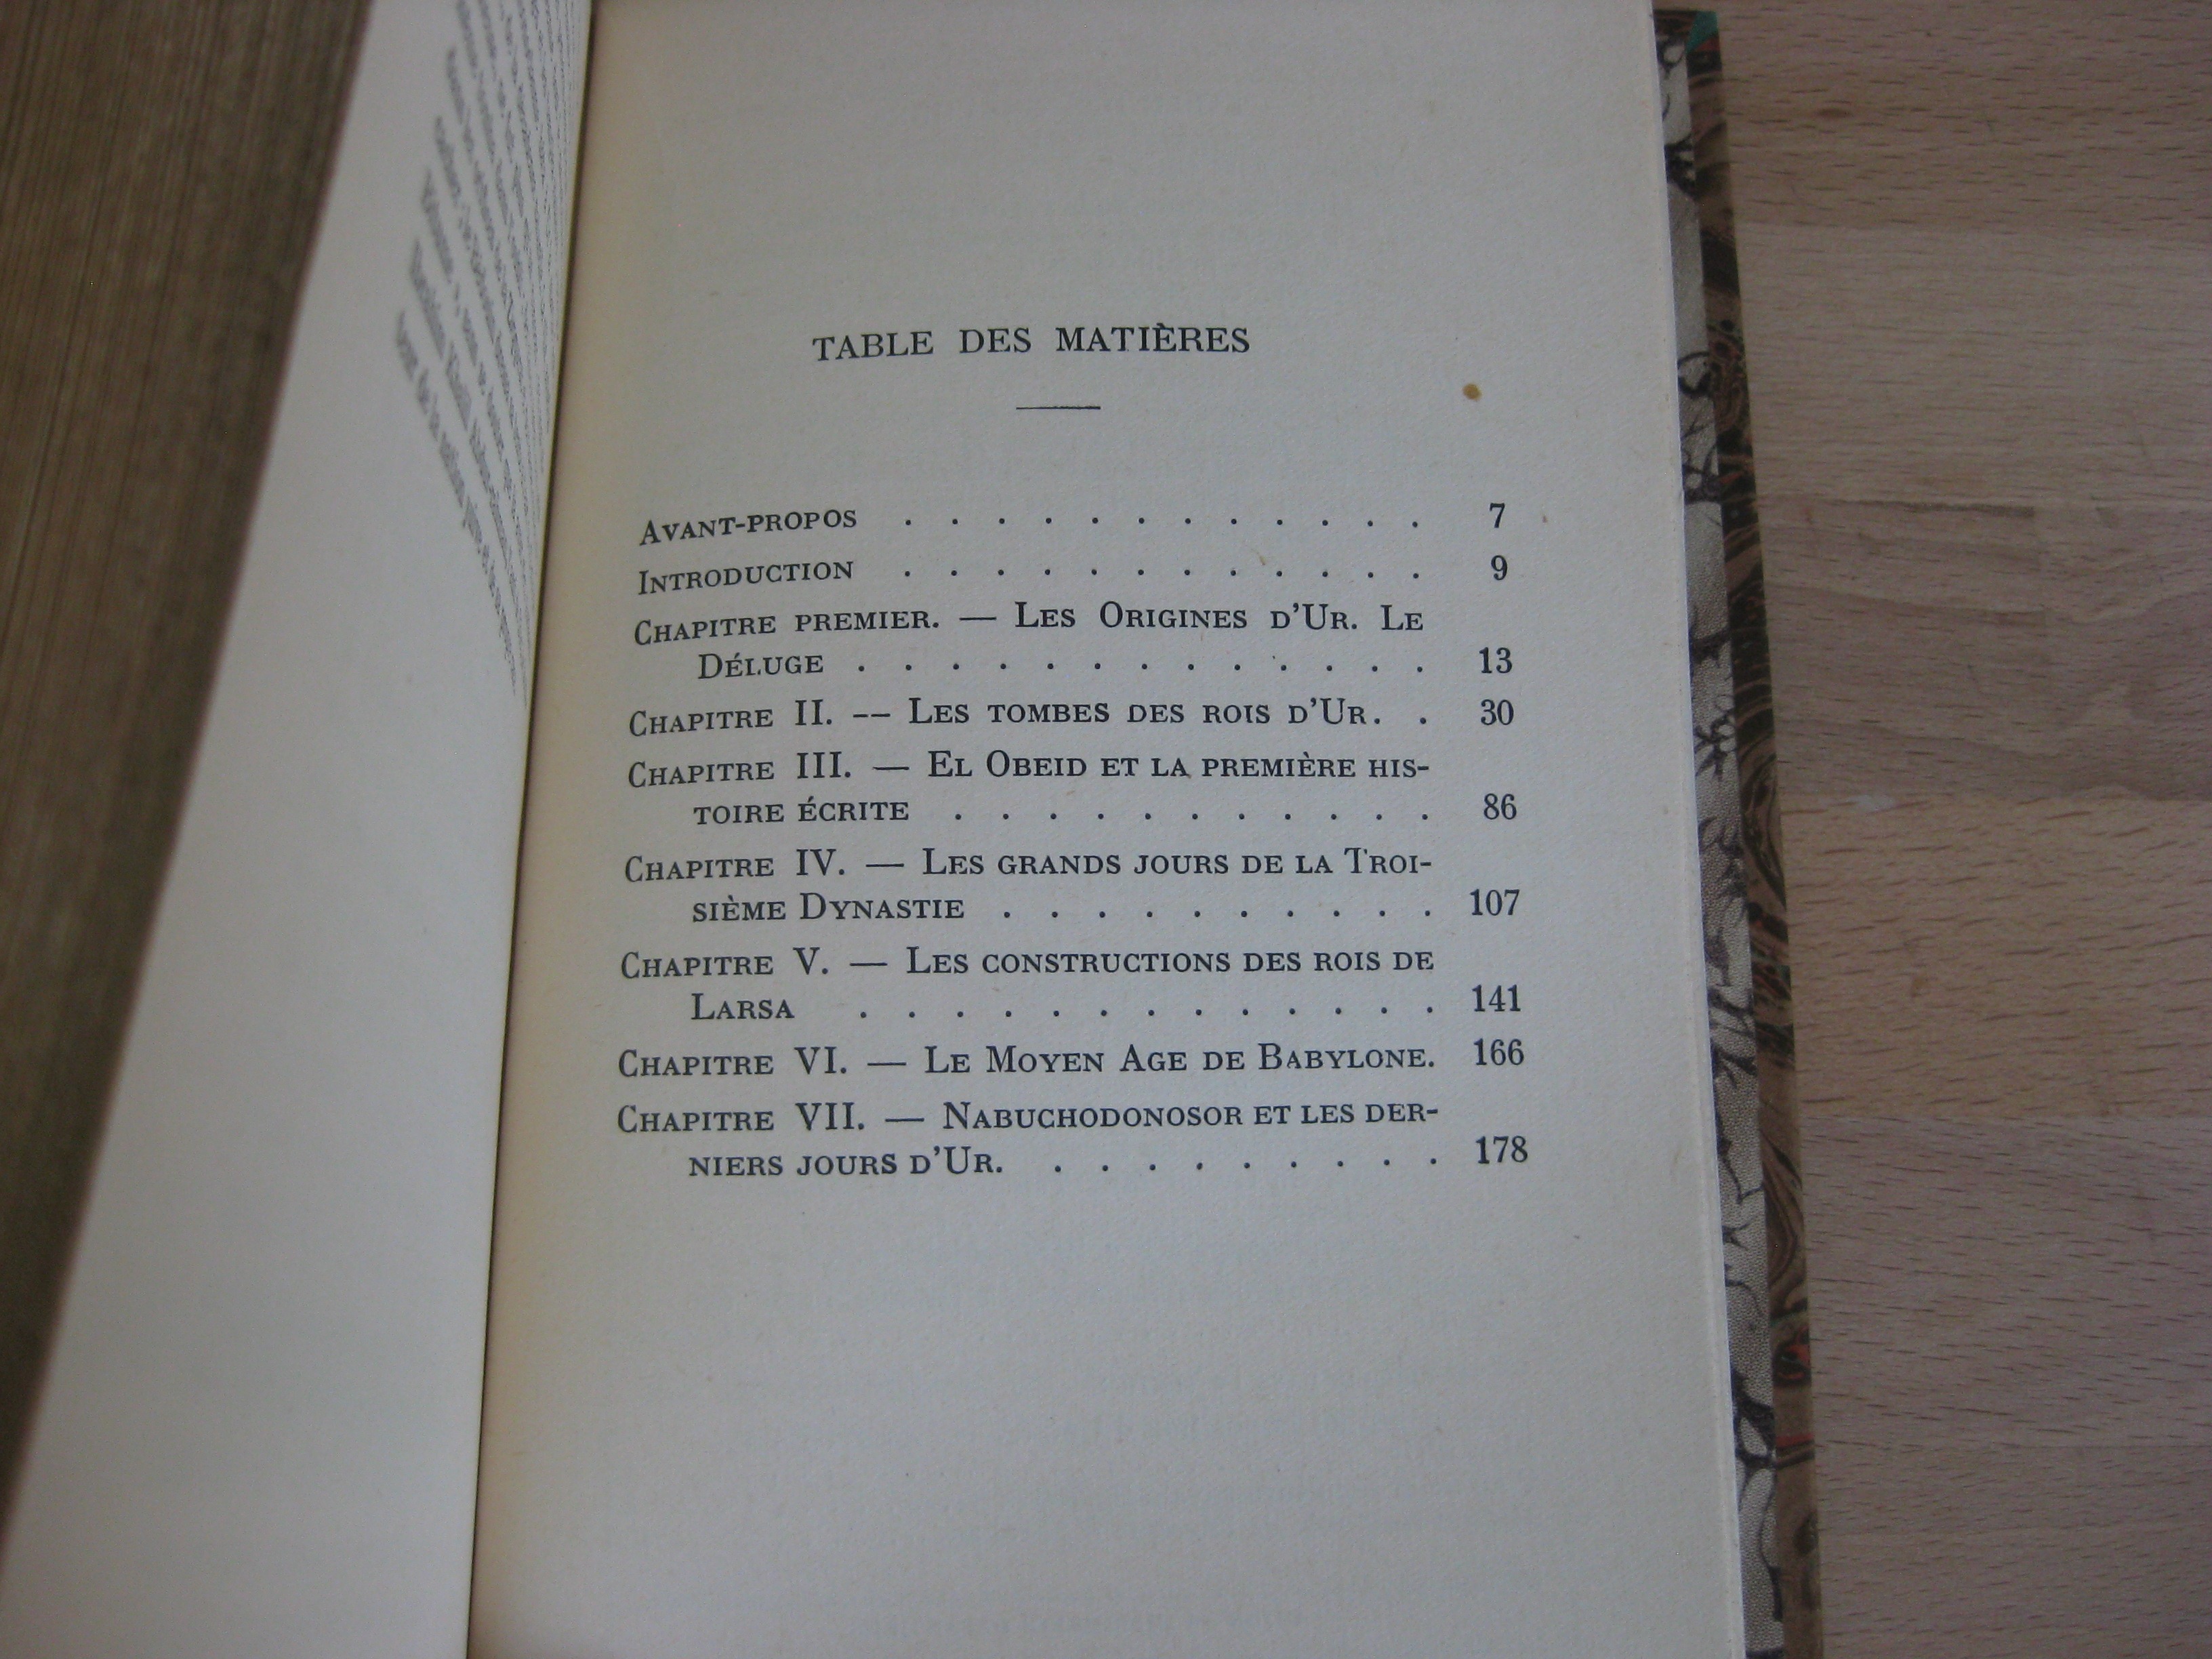 TABLE DES MATIÈRES
AVANT-PROPOS . . . . . . . . . . . . 7
INTRODUCTION . . . . . . . . . . . . 9
CHAPITRE PREMIER. — LES ORIGINES D'UR. LE
DÉLUGE . . . . . . . . . . . . . 13
CHAPITRE II. -- LES TOMBES DES ROIS D'UR. . 30
CHAPITRE III. — EL OBEID ET LA PREMIÈRE HIS-
TOIRE ÉCRITE . . . . . . . . . . . 86
CHAPITRE IV. — LES GRANDS JOURS DE LA TROI-
SIÈME DYNASTIE . . . . . . . . . . 107
CHAPITRE V. — LES CONSTRUCTIONS DES ROIS DE
LARSA . . . . . . . . . . . . . 141
CHAPITRE VI. — LE MOYEN AGE DE BABYLONE. 166
CHAPITRE VII. — NABUCHODONOSOR ET LES DER-
NIERS JOURS D'UR. . . . . . . . . . 178